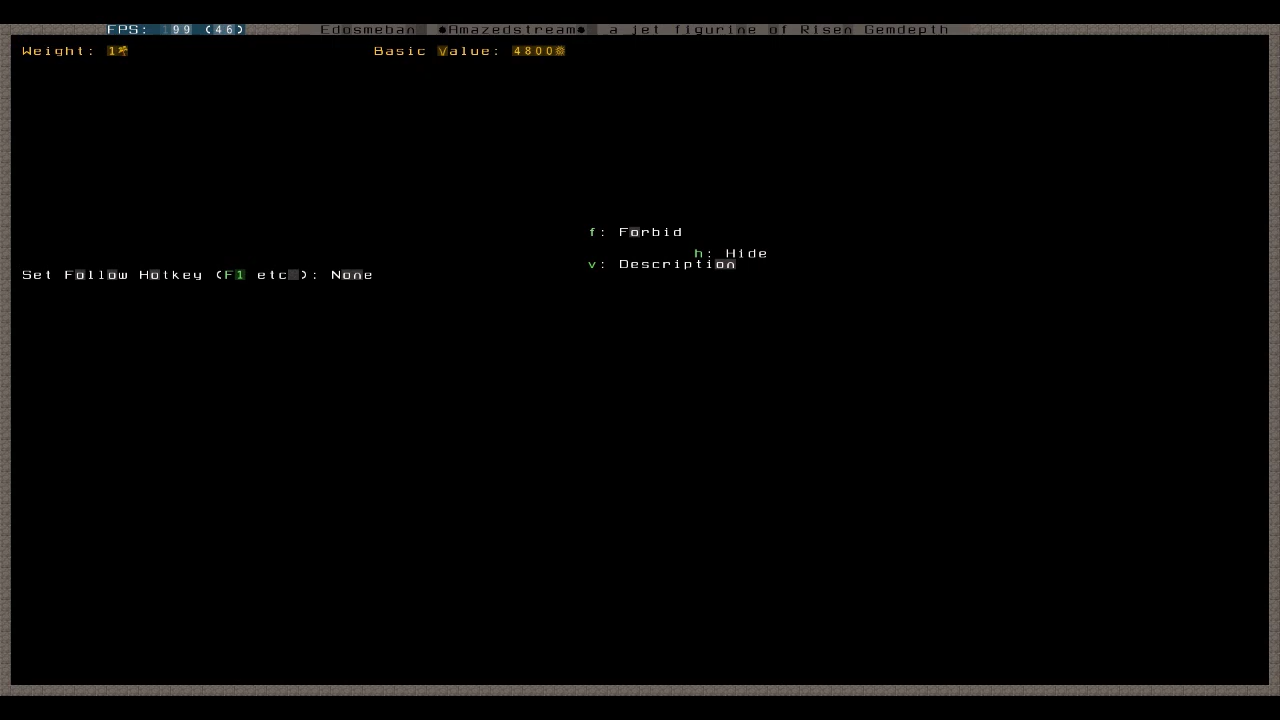 FPS: 199 (46) Edosmeban ●Amazedstream● a jet figurine of Risen Gemdepth
Weight: 1 Basic Value: 4800☼
f: Forbid
h: Hide
v: Description
Set Follow Hotkey (F1 etc.): None